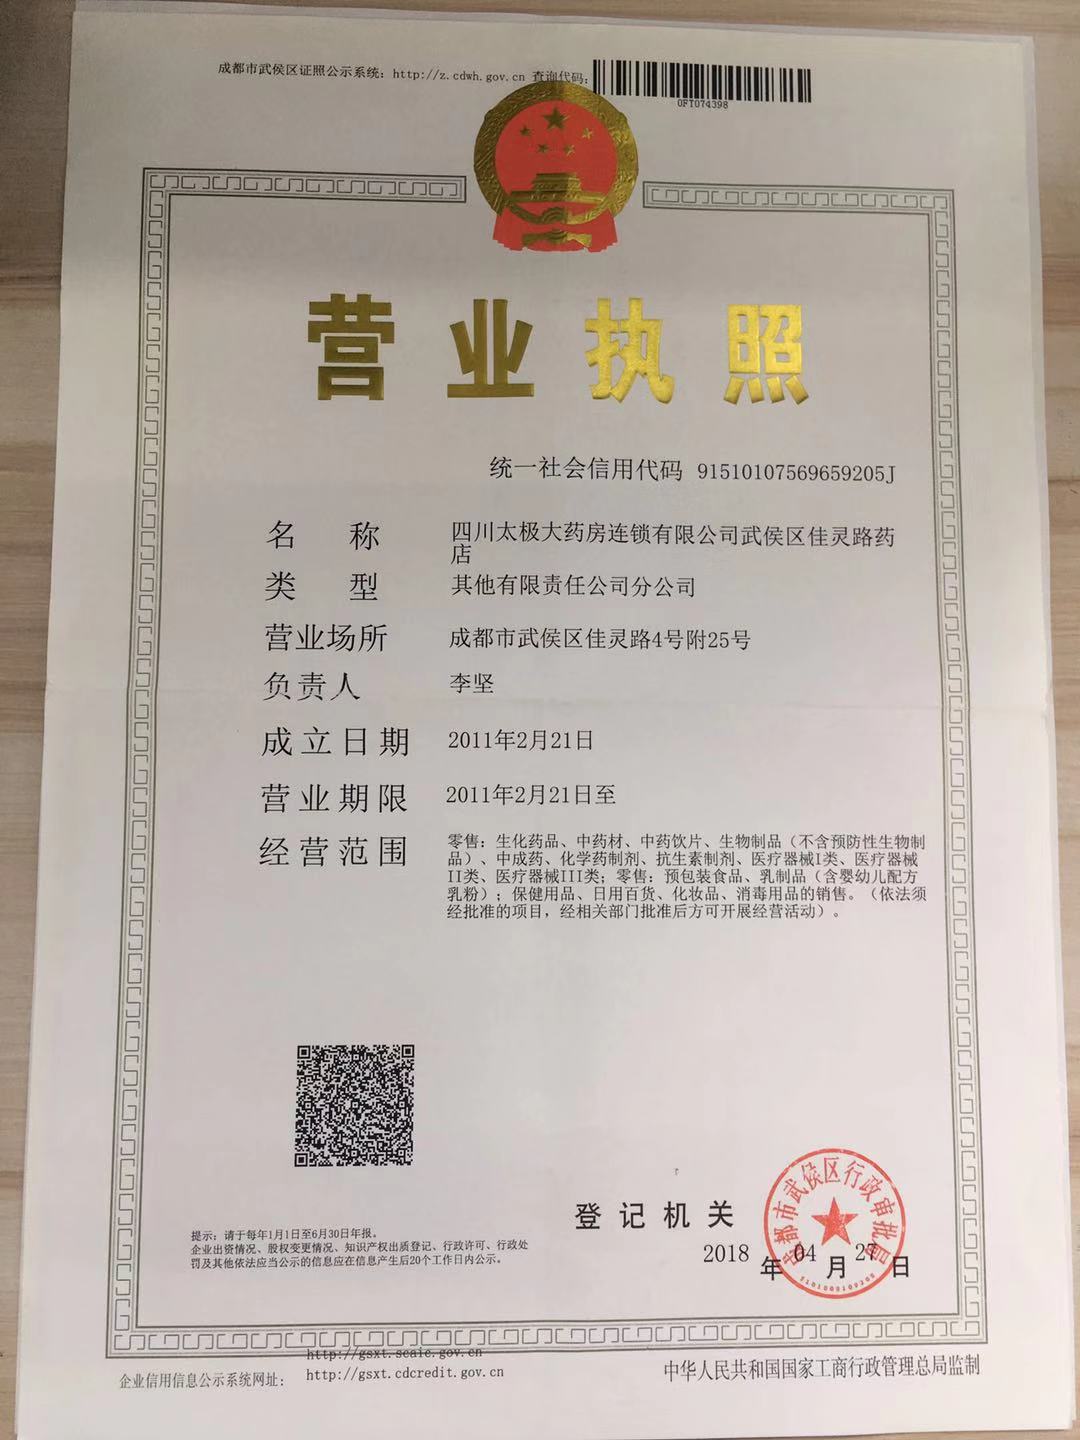 成都市武侯区证照公示系统：http://z.cdwh.gov.cn 查询代码：
0FT074398
营业执照
统一社会信用代码 91510107569659205J
名称 四川太极大药房连锁有限公司武侯区佳灵路药
店
类型 其他有限责任公司分公司
营业场所 成都市武侯区佳灵路4号附25号
负责人 李坚
成立日期 2011年2月21日
营业期限 2011年2月21日至
经营范围 零售：生化药品、中药材、中药饮片、生物制品（不含预防性生物制
品）、中成药、化学药制剂、抗生素制剂、医疗器械I类、医疗器械
II类、医疗器械III类；零售：预包装食品、乳制品（含婴幼儿配方
乳粉）；保健用品、日用百货、化妆品、消毒用品的销售。（依法须
经批准的项目，经相关部门批准后方可开展经营活动）。
成都市武侯区行政审批局
登记机关
2018年04月27日
提示：请于每年1月1日至6月30日年报。
企业出资情况、股权变更情况、知识产权出质登记、行政许可、行政处
罚及其他依法应当公示的信息应在信息产生后20个工作日内公示。
http://gsxt.scaic.gov.cn
企业信用信息公示系统网址： http://gsxt.cdcredit.gov.cn
中华人民共和国国家工商行政管理总局监制